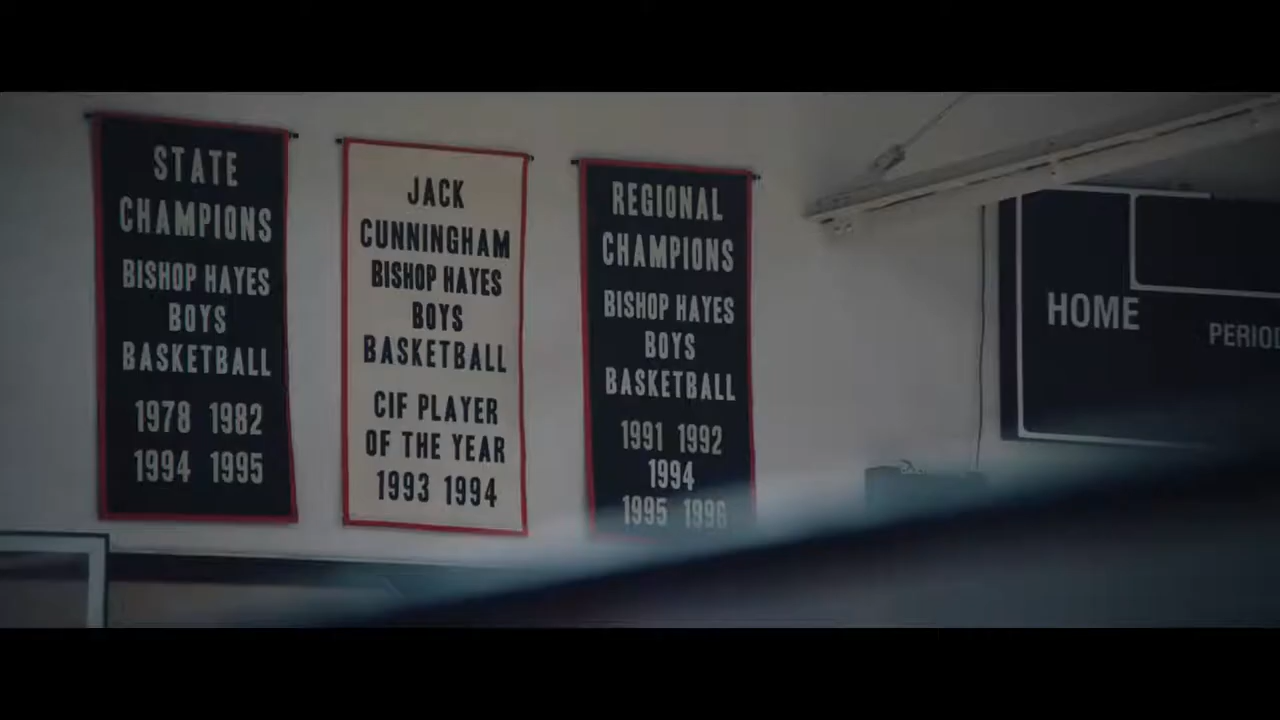 STATE
CHAMPIONS
BISHOP HAYES
BOYS
BASKETBALL
1978 1982
1994 1995
JACK
CUNNINGHAM
BISHOP HAYES
BOYS
BASKETBALL
CIF PLAYER
OF THE YEAR
1993 1994
REGIONAL
CHAMPIONS
BISHOP HAYES
BOYS
BASKETBALL
1991 1992
1994
1995 1996
HOME